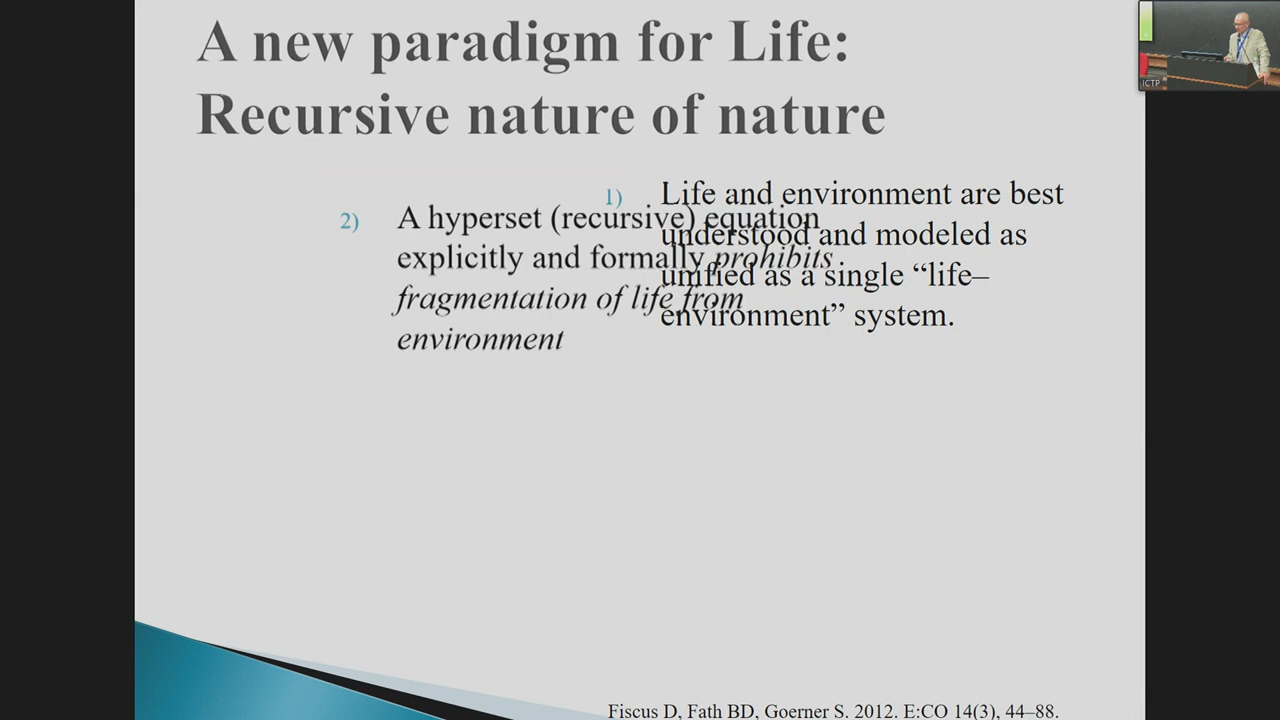 A new paradigm for Life:
Recursive nature of nature
1) Life and environment are best
understood and modeled as
unified as a single “life–
environment” system.
2) A hyperset (recursive) equation
explicitly and formally prohibits
fragmentation of life from
environment
Fiscus D, Fath BD, Goerner S. 2012. E:CO 14(3), 44–88.
ICTP